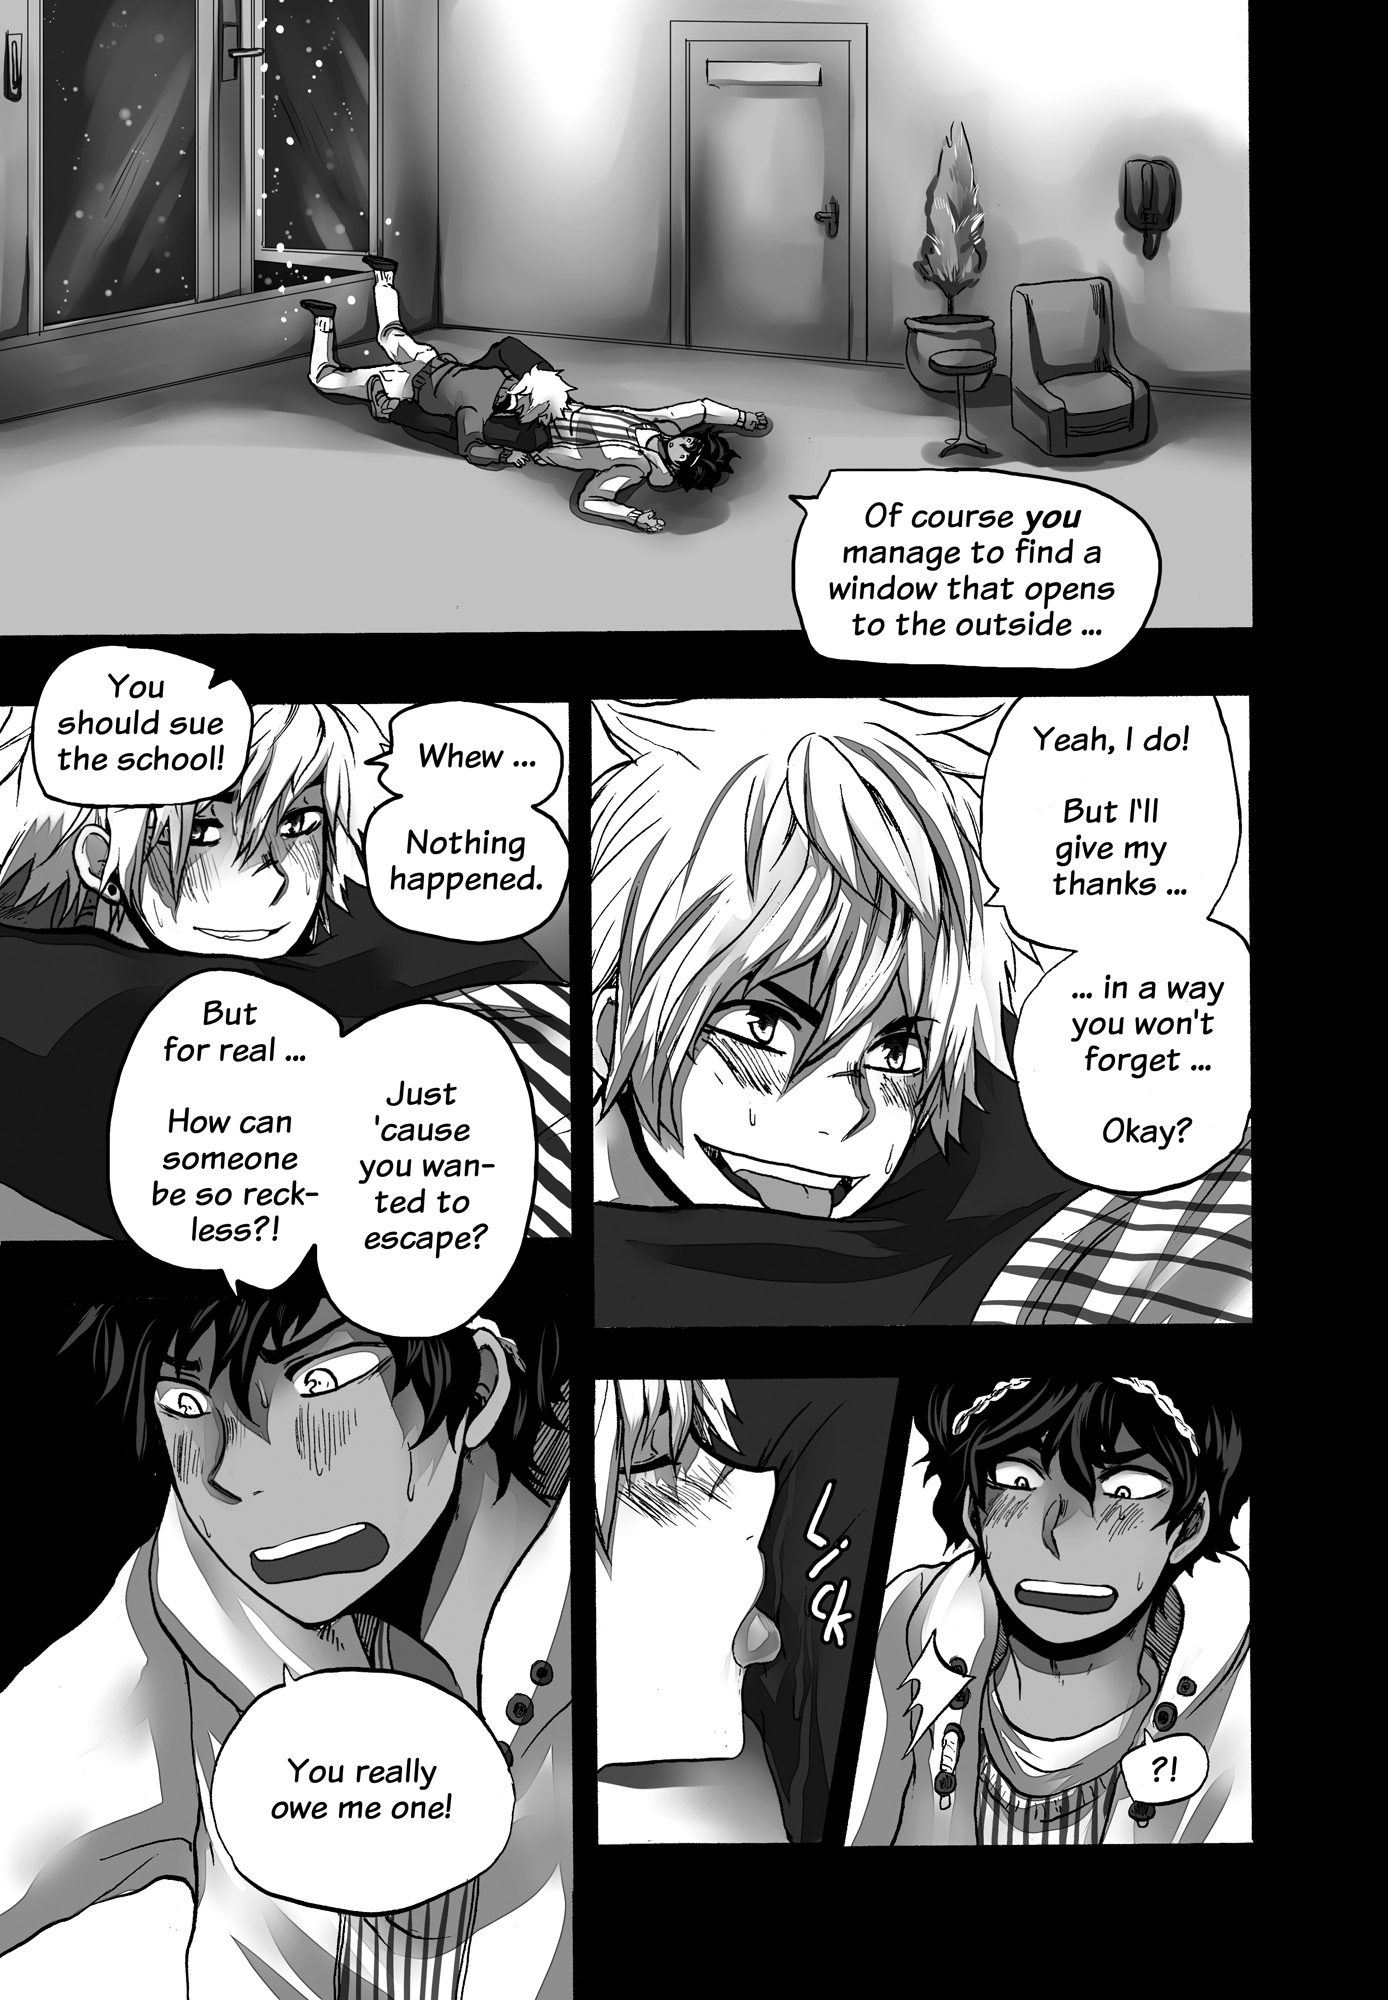 Of course you
manage to find a
window that opens
to the outside ...
You
should sue
the school!
Whew ...
Nothing
happened.
But
for real ...
How can
someone
be so reck-
less?!
Just
'cause
you wan-
ted to
escape?
You really
owe me one!
Yeah, I do!
But I'll
give my
thanks ...
... in a way
you won't
forget ...
Okay?
Lick
?!